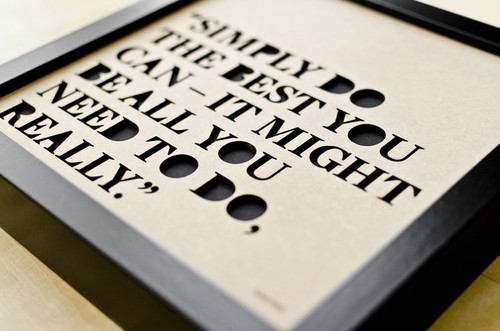 "SIMPLY DO
THE BEST YOU
CAN – IT MIGHT
BE ALL YOU
NEED TO DO,
REALLY."